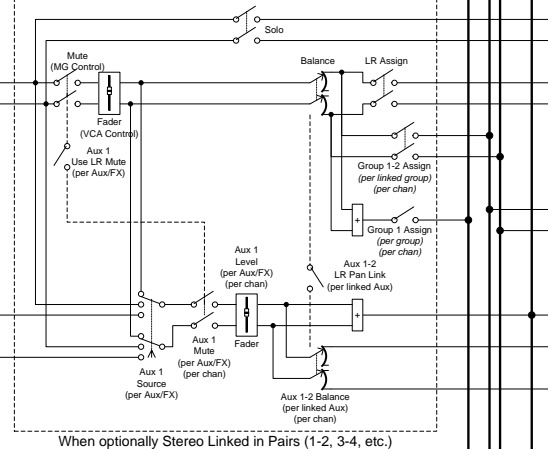 Solo
Mute
(MG Control)
Balance
LR Assign
Fader
(VCA Control)
Aux 1
Use LR Mute
(per Aux/FX)
Group 1-2 Assign
(per linked group)
(per chan)
+
Group 1 Assign
(per group)
(per chan)
Aux 1
Level
(per Aux/FX)
(per chan)
Aux 1-2
LR Pan Link
(per linked Aux)
+
Fader
Aux 1
Mute
(per Aux/FX)
(per chan)
Aux 1
Source
(per Aux/FX)
Aux 1-2 Balance
(per linked Aux)
(per chan)
When optionally Stereo Linked in Pairs (1-2, 3-4, etc.)